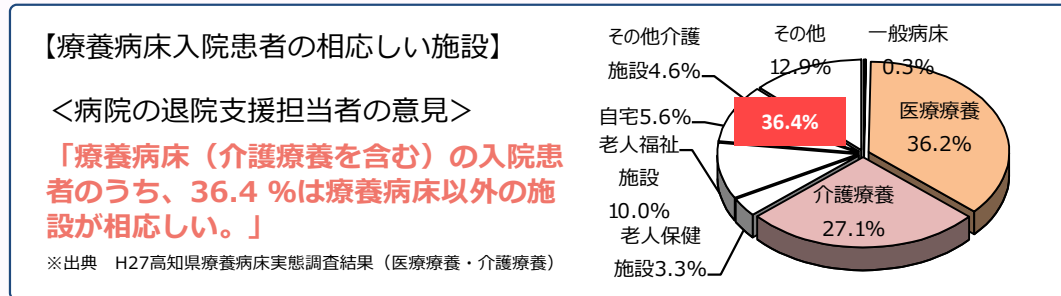 【療養病床入院患者の相応しい施設】
<病院の退院支援担当者の意見>
「療養病床（介護療養を含む）の入院患
者のうち、36.4 %は療養病床以外の施
設が相応しい。」
※出典　H27高知県療養病床実態調査結果（医療療養・介護療養）
一般病床
0.3%
医療療養
36.2%
介護療養
27.1%
老人保健
施設3.3%
老人福祉
施設
10.0%
自宅5.6%
その他介護
施設4.6%
その他
12.9%
36.4%